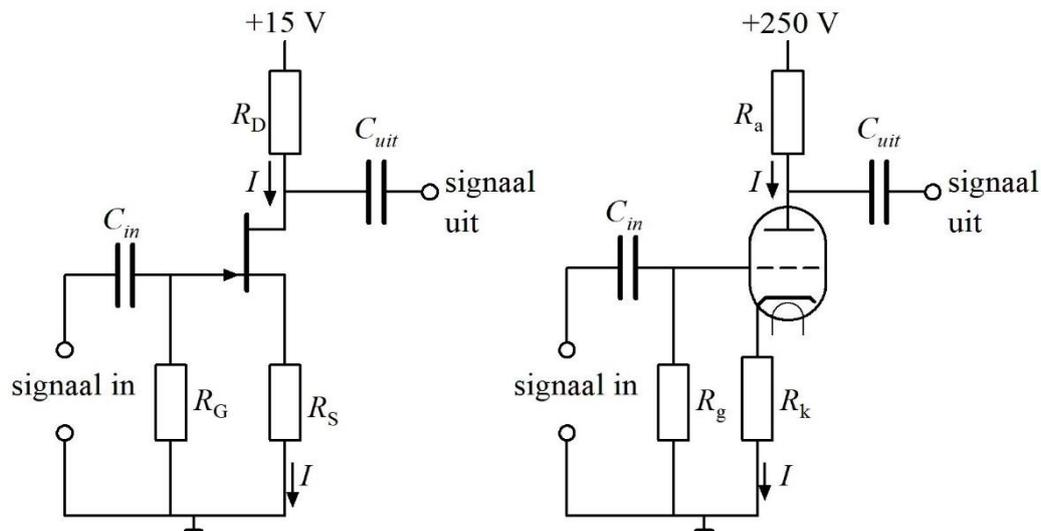 +15 V
R_D
C_uit
I
signaal
uit
C_in
signaal in
R_G
R_S
I
+250 V
R_a
C_uit
I
signaal
uit
C_in
signaal in
R_g
R_k
I